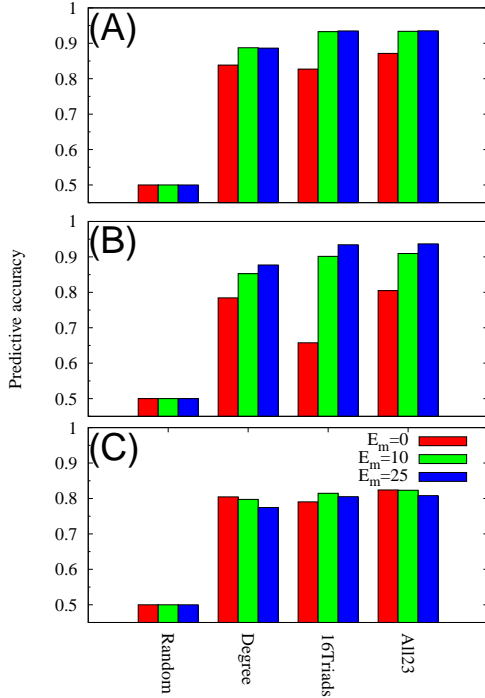 (A)
1
0.9
0.8
0.7
0.6
0.5
(B)
1
0.9
0.8
0.7
0.6
0.5
Predictive accuracy
(C)
1
0.9
0.8
0.7
0.6
0.5
E_m=0
E_m=10
E_m=25
Random
Degree
16Triads
All23